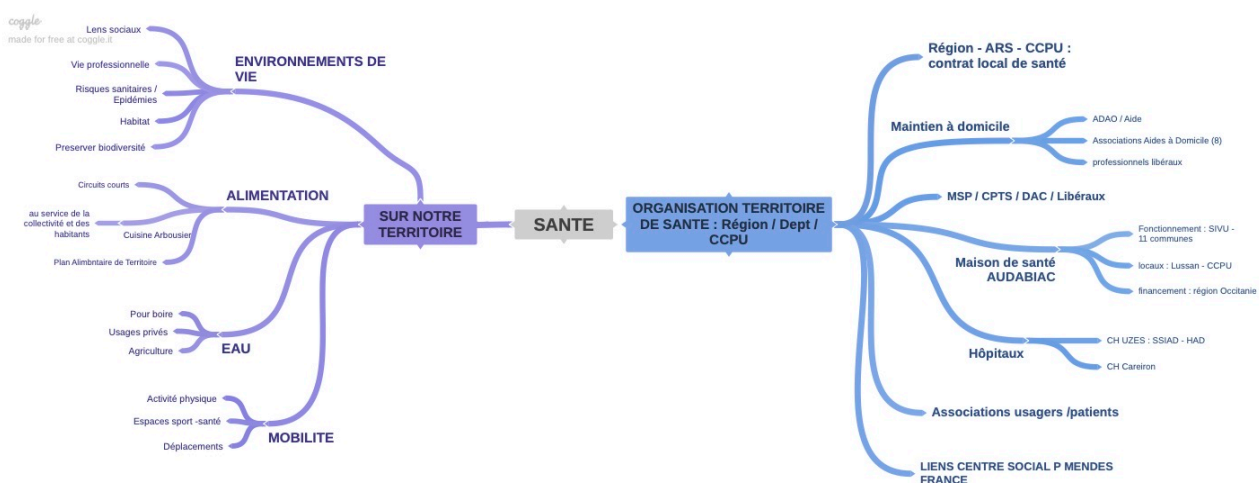 coggle
made for free at coggle.it
Lens sociaux
Vie professionnelle
Risques sanitaires /
Epidémies
Habitat
Preserver biodiversité
ENVIRONNEMENTS DE
VIE
Circuits courts
au service de la
collectivité et des
habitants
Cuisine Arbousier
Plan Alimbntaire de Territoire
ALIMENTATION
Pour boire
Usages privés
Agriculture
EAU
Activité physique
Espaces sport -santé
Déplacements
MOBILITE
SUR NOTRE
TERRITOIRE
SANTE
ORGANISATION TERRITOIRE
DE SANTE : Région / Dept /
CCPU
Région - ARS - CCPU :
contrat local de santé
Maintien à domicile
ADAO / Aide
Associations Aides à Domicile (8)
professionnels libéraux
MSP / CPTS / DAC / Libéraux
Maison de santé
AUDABIAC
Fonctionnement : SIVU -
11 communes
locaux : Lussan - CCPU
financement : région Occitanie
Hôpitaux
CH UZES : SSIAD - HAD
CH Careiron
Associations usagers /patients
LIENS CENTRE SOCIAL P MENDES
FRANCE